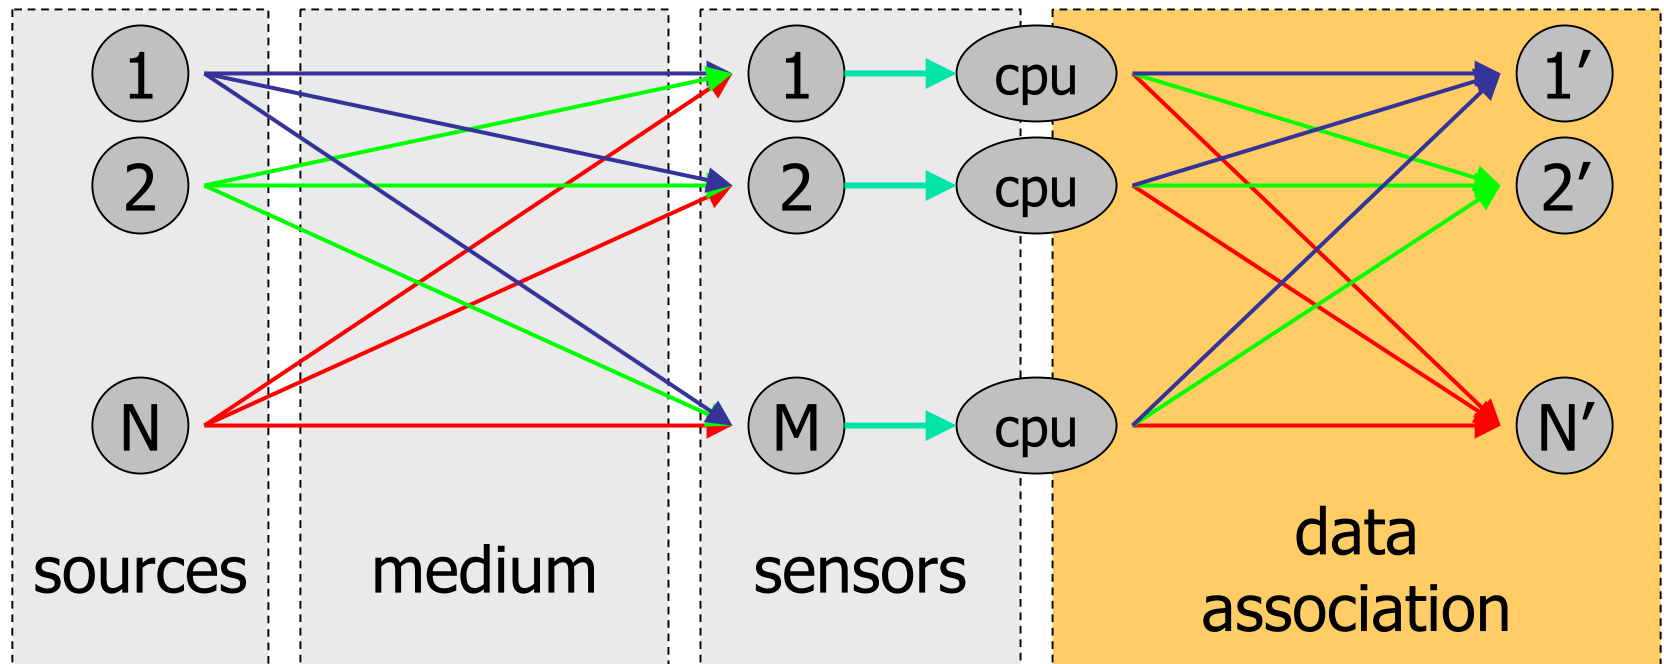 1 1 cpu 1′
2 2 cpu 2′
N M cpu N′
sources medium sensors data
association